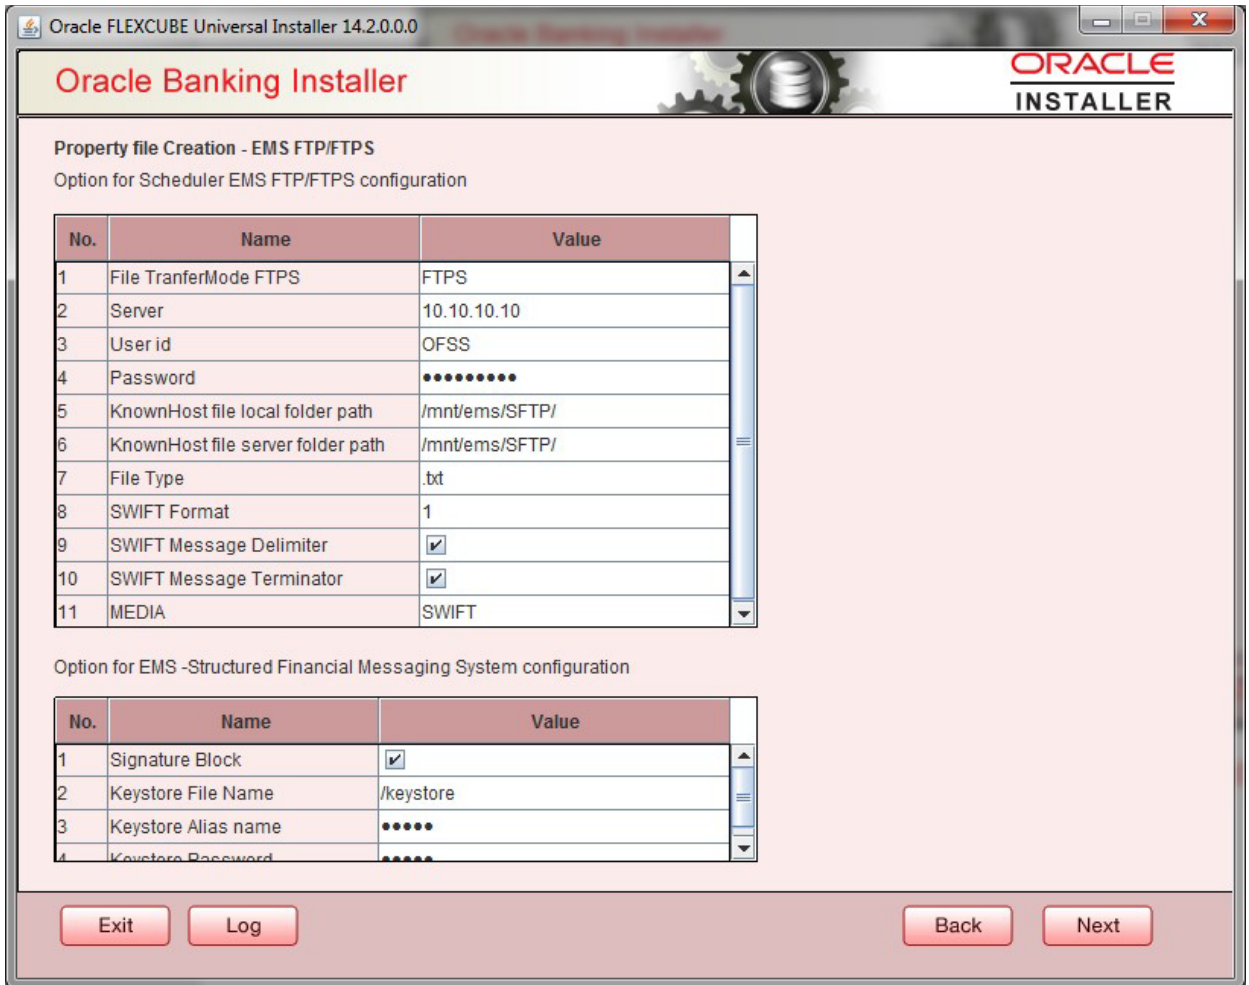 Oracle FLEXCUBE Universal Installer 14.2.0.0.0
Oracle Banking Installer
ORACLE
INSTALLER
Property file Creation - EMS FTP/FTPS
Option for Scheduler EMS FTP/FTPS configuration
No. Name Value
1 File TranferMode FTPS FTPS
2 Server 10.10.10.10
3 User id OFSS
4 Password •••••••••
5 KnownHost file local folder path /mnt/ems/SFTP/
6 KnownHost file server folder path /mnt/ems/SFTP/
7 File Type .txt
8 SWIFT Format 1
9 SWIFT Message Delimiter
10 SWIFT Message Terminator
11 MEDIA SWIFT
Option for EMS -Structured Financial Messaging System configuration
No. Name Value
1 Signature Block
2 Keystore File Name /keystore
3 Keystore Alias name •••••
4 Keystore Password •••••
Exit Log Back Next